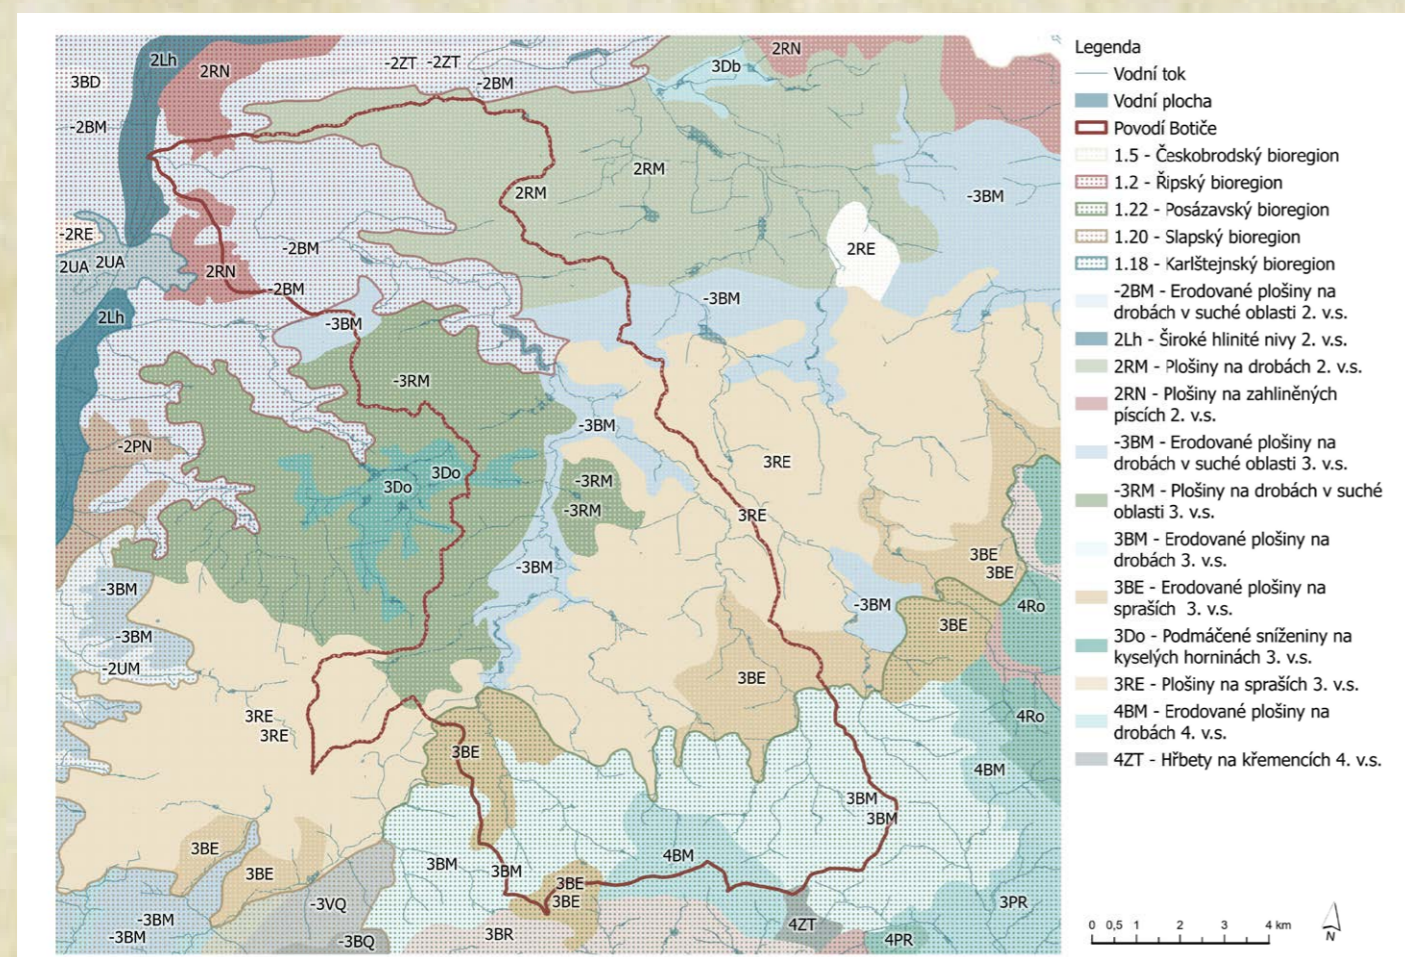 2Lh
2RN
-2ZT -2ZT
2RN
3Db
3BD
-2BM
-2BM
2RM
2RM
-3BM
-2RE
2UA 2UA
-2BM
2RE
2RN
-2BM
-3BM
2Lh
-3BM
-3RM
-3BM
-2PN
3Do
3Do
3RE
-3RM
-3RM
3RE
3BE
3BE
-3BM
-3BM
-3BM
4Ro
-3BM
3BE
-2UM
3BE
3RE
3RE
4Ro
3BE
4BM
3BM
3BM
3BE
3BM
3BM
4BM
3BE
3BE
3BE
-3VQ
3PR
-3BM
-3BM
-3BQ
3BR
4ZT
4PR
Legenda
Vodní tok
Vodní plocha
Povodí Botiče
1.5 - Českobrodský bioregion
1.2 - Řipský bioregion
1.22 - Posázavský bioregion
1.20 - Slapský bioregion
1.18 - Karlštejnský bioregion
-2BM - Erodované plošiny na
drobách v suché oblasti 2. v.s.
2Lh - Široké hlinité nivy 2. v.s.
2RM - Plošiny na drobách 2. v.s.
2RN - Plošiny na zahliněných
píscích 2. v.s.
-3BM - Erodované plošiny na
drobách v suché oblasti 3. v.s.
-3RM - Plošiny na drobách v suché
oblasti 3. v.s.
3BM - Erodované plošiny na
drobách 3. v.s.
3BE - Erodované plošiny na
spraších 3. v.s.
3Do - Podmáčené sníženiny na
kyselých horninách 3. v.s.
3RE - Plošiny na spraších 3. v.s.
4BM - Erodované plošiny na
drobách 4. v.s.
4ZT - Hřbety na křemencích 4. v.s.
0 0,5 1 2 3 4 km
N